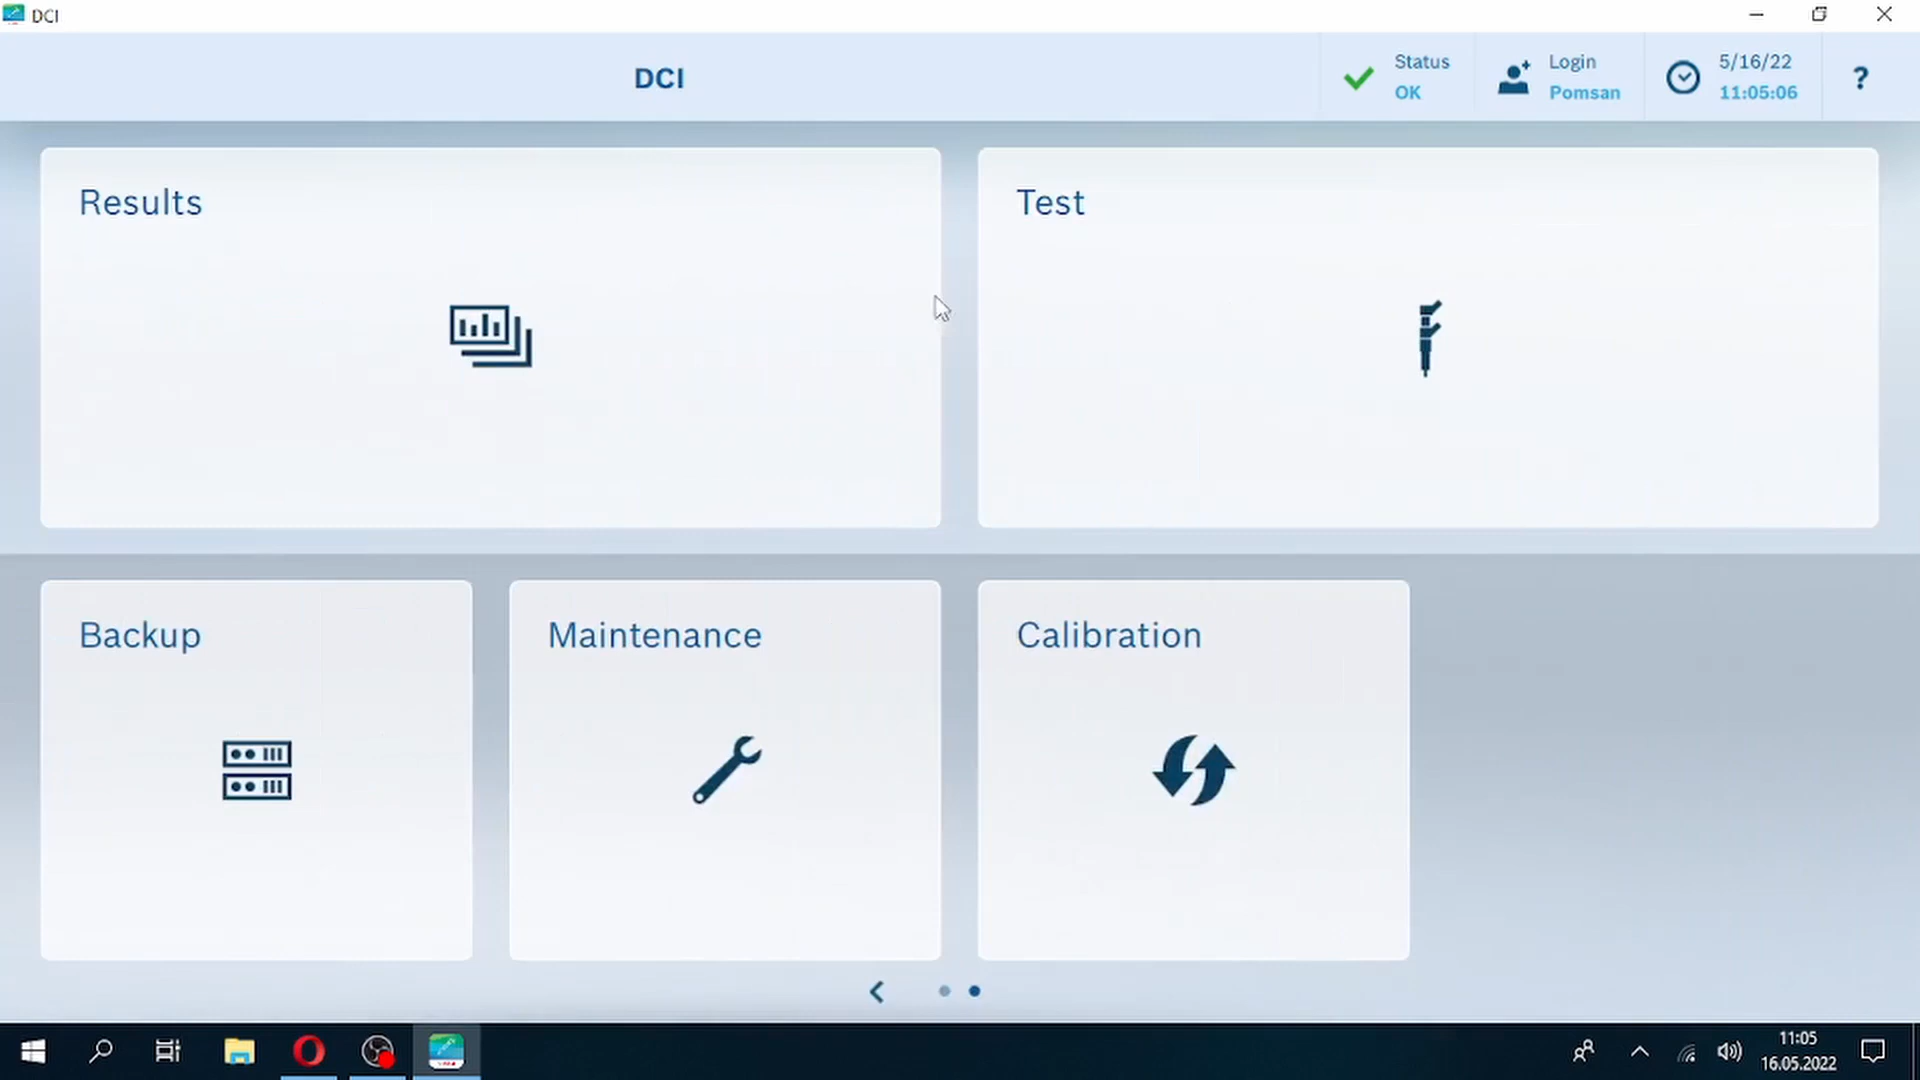 DCI
DCI
Status
OK
Login
Pomsan
5/16/22
11:05:06
?
Results
Test
Backup
Maintenance
Calibration
11:05
16.05.2022